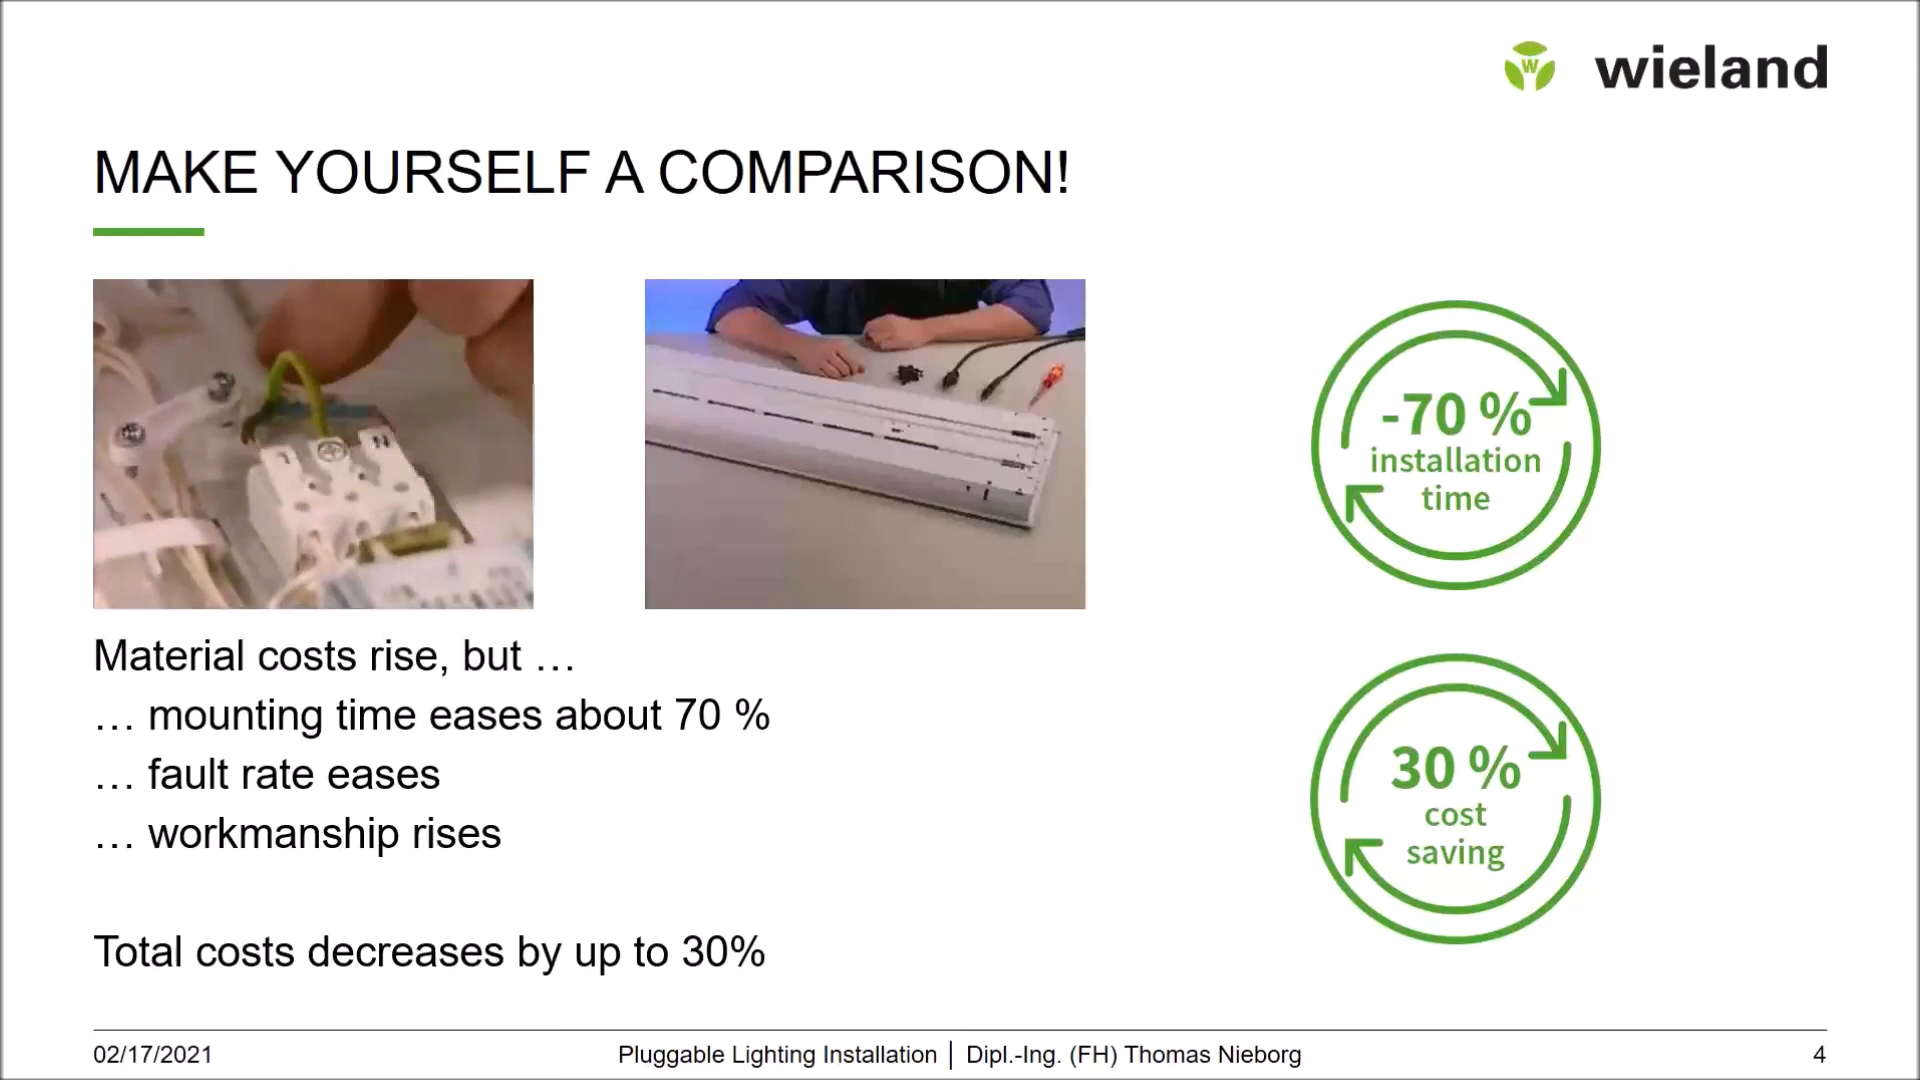 wieland
MAKE YOURSELF A COMPARISON!
-70 %
installation
time
Material costs rise, but …
… mounting time eases about 70 %
… fault rate eases
… workmanship rises
30 %
cost
saving
Total costs decreases by up to 30%
02/17/2021
Pluggable Lighting Installation | Dipl.-Ing. (FH) Thomas Nieborg
4